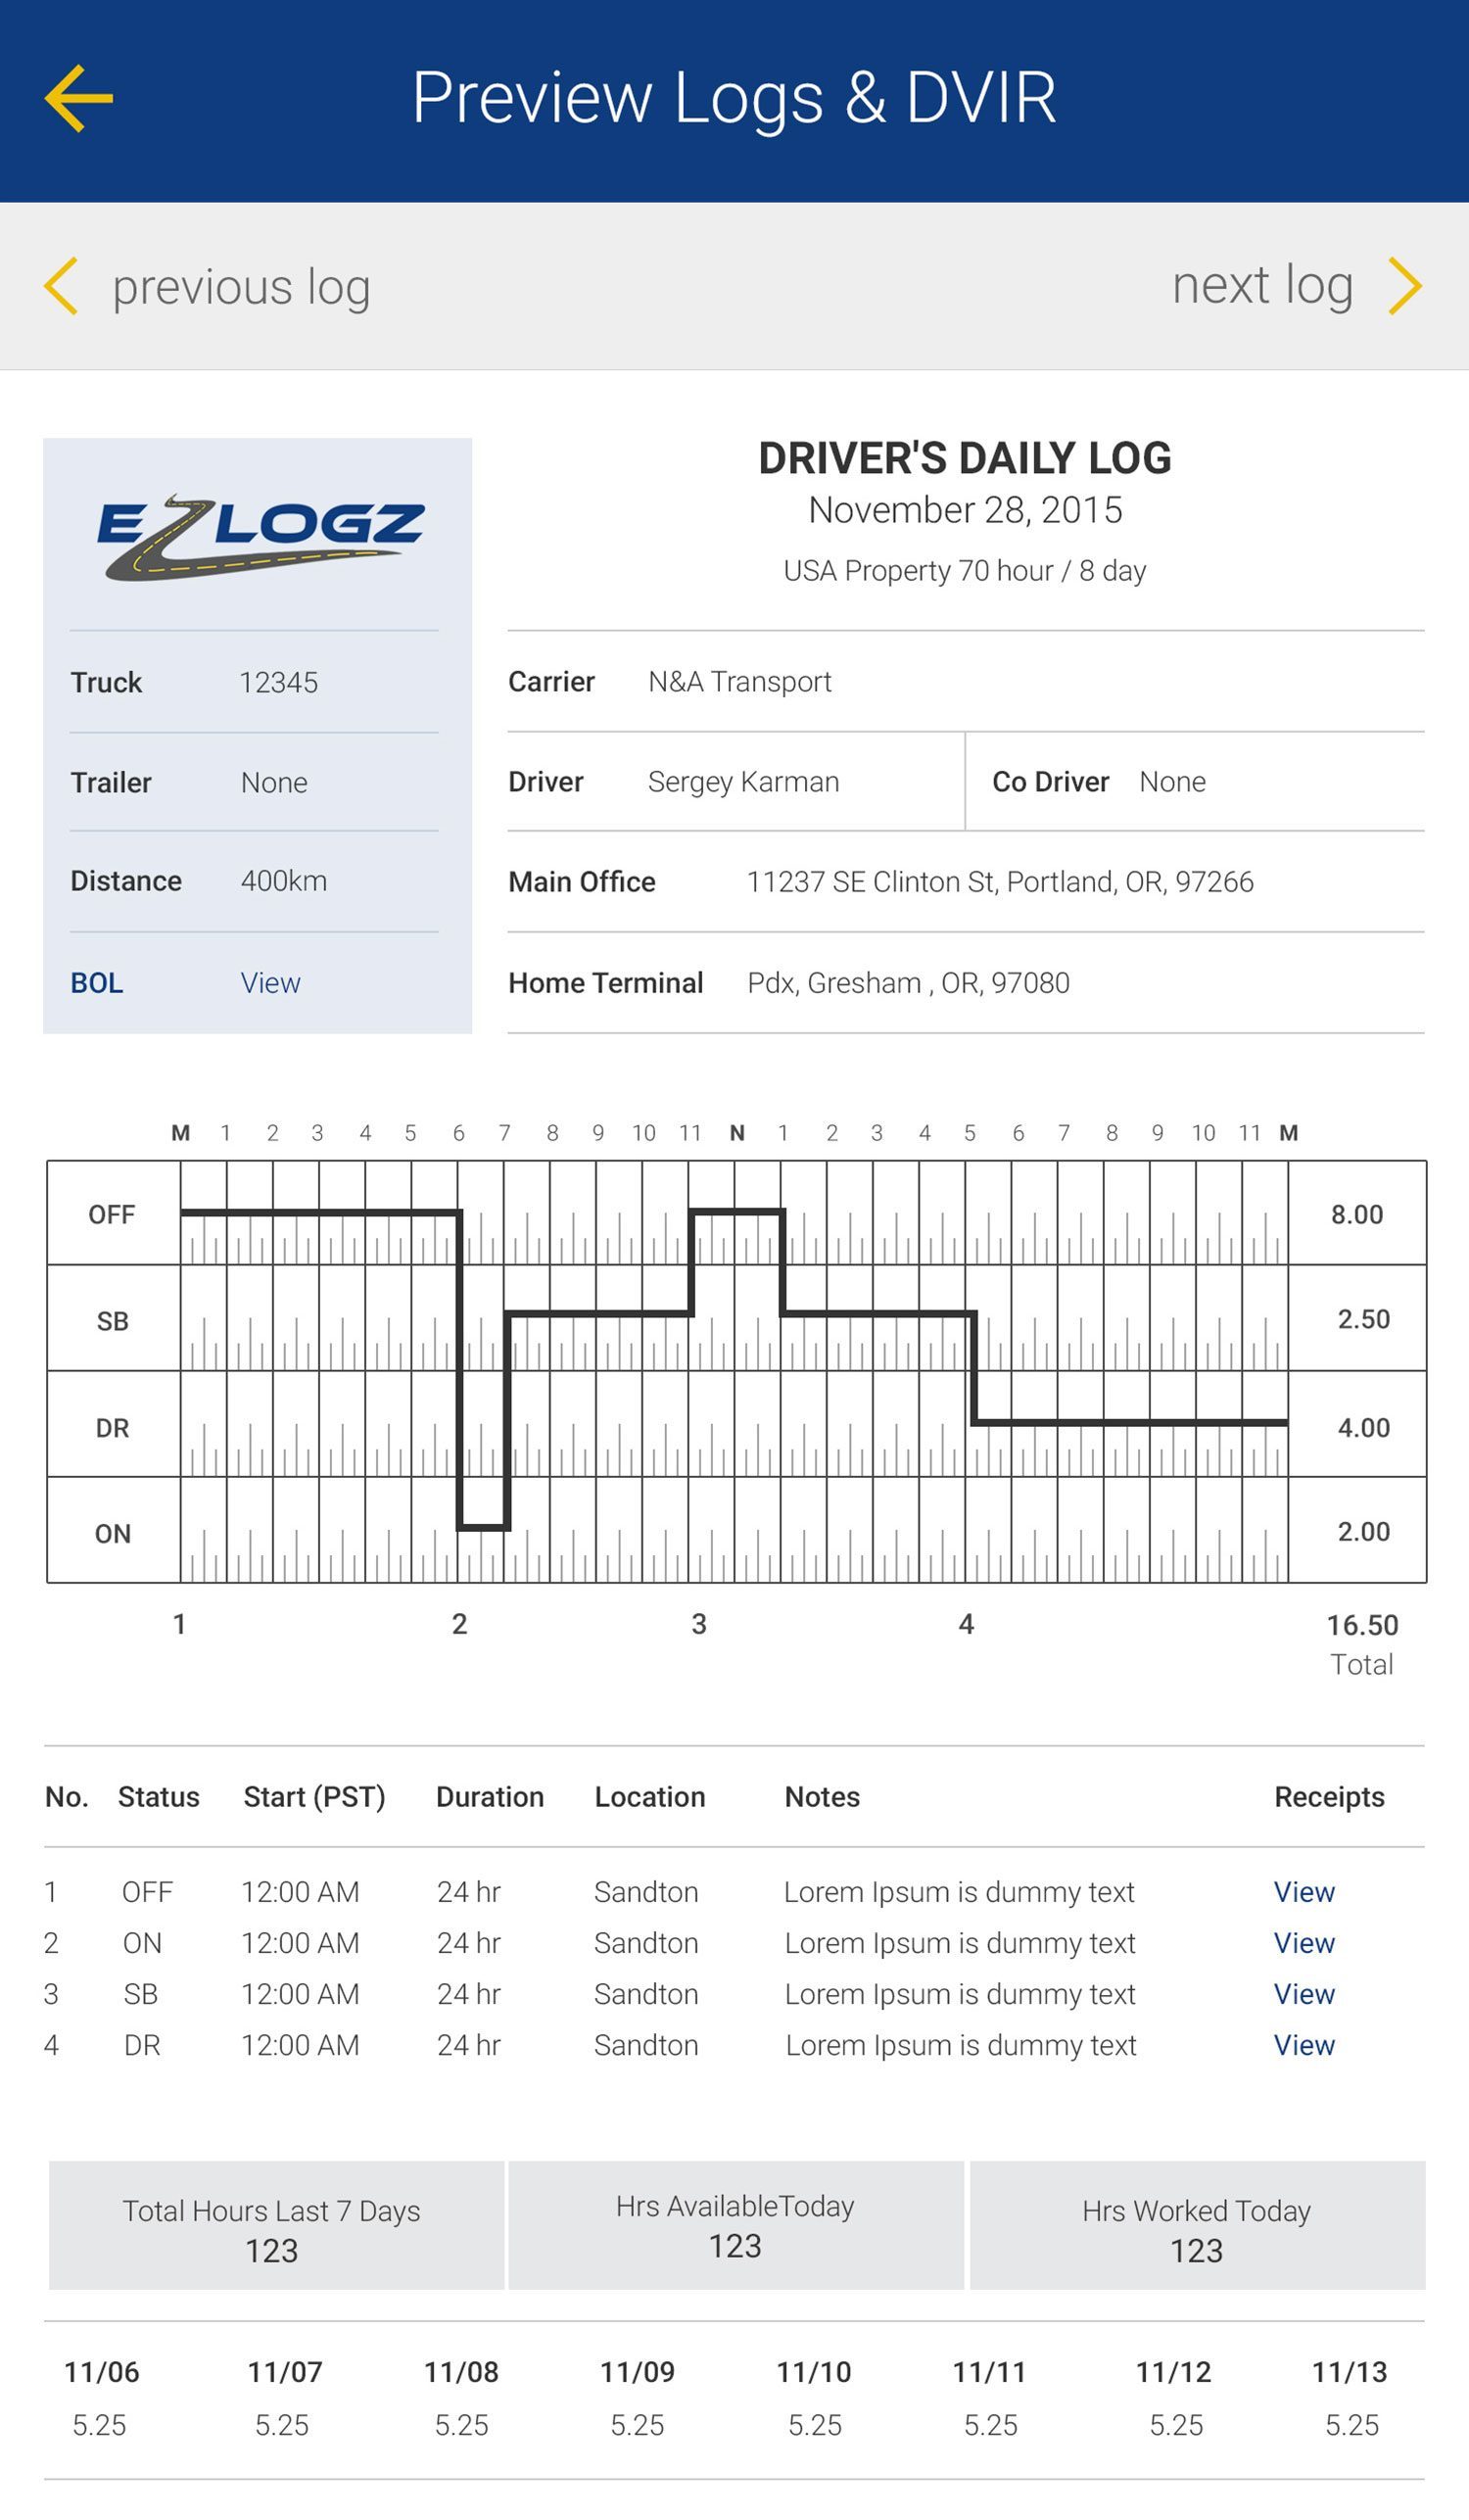 Preview Logs & DVIR
previous log
next log
EZLOGZ
Truck 12345
Trailer None
Distance 400km
BOL View
DRIVER'S DAILY LOG
November 28, 2015
USA Property 70 hour / 8 day
Carrier N&A Transport
Driver Sergey Karman Co Driver None
Main Office 11237 SE Clinton St, Portland, OR, 97266
Home Terminal Pdx, Gresham , OR, 97080
M 1 2 3 4 5 6 7 8 9 10 11 N 1 2 3 4 5 6 7 8 9 10 11 M
OFF 8.00
SB 2.50
DR 4.00
ON 2.00
1 2 3 4 16.50
Total
No. Status Start (PST) Duration Location Notes Receipts
1 OFF 12:00 AM 24 hr Sandton Lorem Ipsum is dummy text View
2 ON 12:00 AM 24 hr Sandton Lorem Ipsum is dummy text View
3 SB 12:00 AM 24 hr Sandton Lorem Ipsum is dummy text View
4 DR 12:00 AM 24 hr Sandton Lorem Ipsum is dummy text View
Total Hours Last 7 Days
123
Hrs AvailableToday
123
Hrs Worked Today
123
11/06 11/07 11/08 11/09 11/10 11/11 11/12 11/13
5.25 5.25 5.25 5.25 5.25 5.25 5.25 5.25